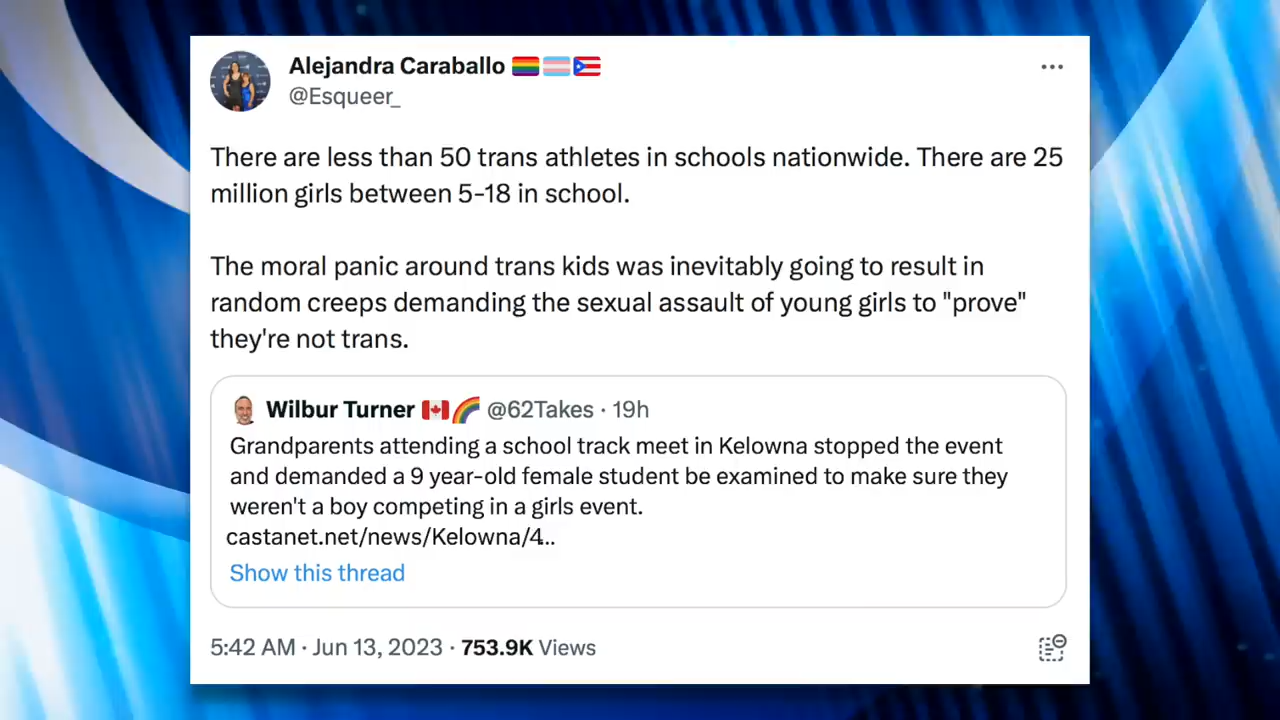 Alejandra Caraballo 🏳️‍🌈🏳️‍⚧️🇵🇷
@Esqueer_
There are less than 50 trans athletes in schools nationwide. There are 25
million girls between 5-18 in school.
The moral panic around trans kids was inevitably going to result in
random creeps demanding the sexual assault of young girls to "prove"
they're not trans.
Wilbur Turner 🇨🇦🌈 @62Takes · 19h
Grandparents attending a school track meet in Kelowna stopped the event
and demanded a 9 year-old female student be examined to make sure they
weren't a boy competing in a girls event.
castanet.net/news/Kelowna/4...
Show this thread
5:42 AM · Jun 13, 2023 · 753.9K Views